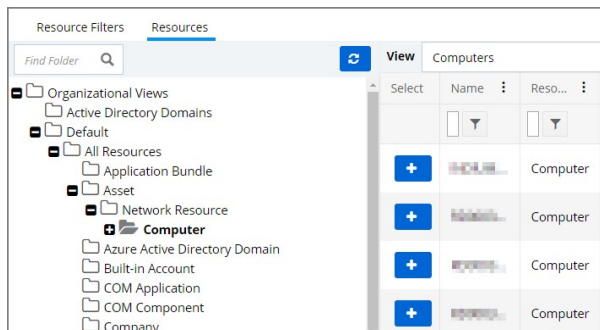 Resource Filters Resources
Find Folder
View Computers
Select Name Reso...
Organizational Views
Active Directory Domains
Default
All Resources
Application Bundle
Asset
Network Resource
Computer
Azure Active Directory Domain
Built-in Account
COM Application
COM Component
Company
Computer
Computer
Computer
Computer